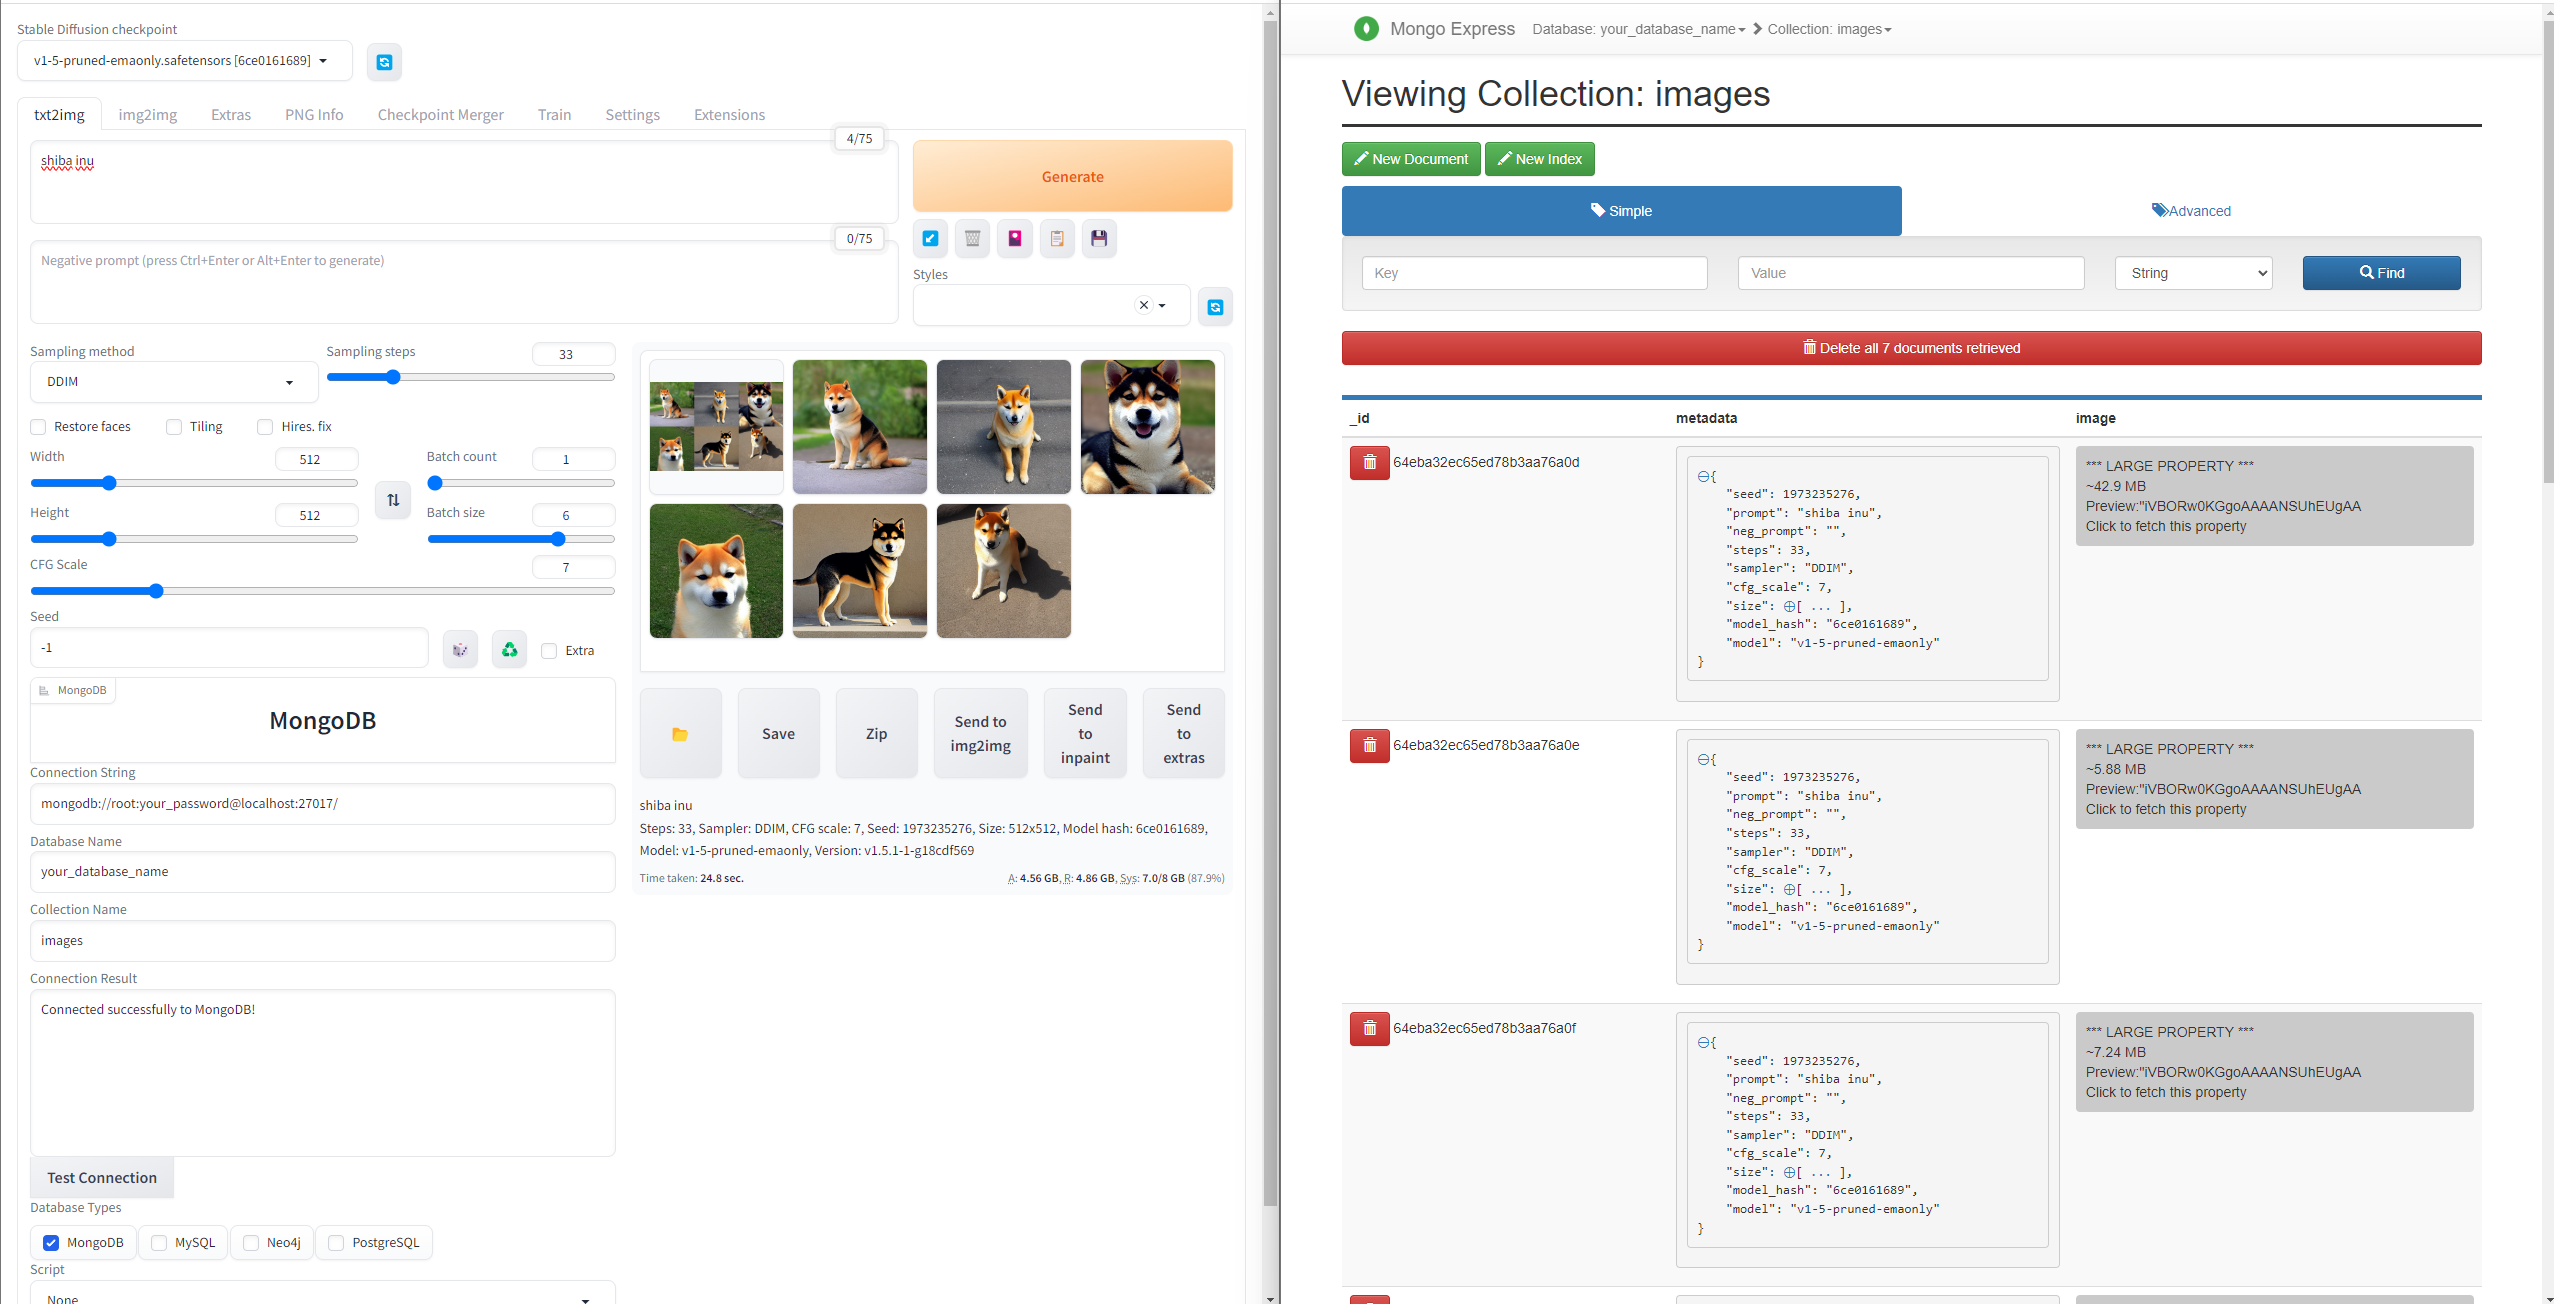 Stable Diffusion checkpoint
v1-5-pruned-emaonly.safetensors [6ce0161689]
txt2img img2img Extras PNG Info Checkpoint Merger Train Settings Extensions
4/75
shiba inu
Generate
0/75
Negative prompt (press Ctrl+Enter or Alt+Enter to generate)
Styles
Sampling method
DDIM
Sampling steps
33
Restore faces Tiling Hires. fix
Width
512
Batch count
1
Height
512
Batch size
6
CFG Scale
7
Seed
-1
Extra
MongoDB
MongoDB
Connection String
mongodb://root:your_password@localhost:27017/
Database Name
your_database_name
Collection Name
images
Connection Result
Connected successfully to MongoDB!
Test Connection
Database Types
MongoDB MySQL Neo4j PostgreSQL
Script
None
Save
Zip
Send to img2img
Send to inpaint
Send to extras
shiba inu
Steps: 33, Sampler: DDIM, CFG scale: 7, Seed: 1973235276, Size: 512x512, Model hash: 6ce0161689,
Model: v1-5-pruned-emaonly, Version: v1.5.1-1-g18cdf569
Time taken: 24.8 sec.
A: 4.56 GB, R: 4.86 GB, Sys: 7.0/8 GB (87.9%)
Mongo Express Database: your_database_name Collection: images
Viewing Collection: images
New Document New Index
Simple
Advanced
Key
Value
String
Find
Delete all 7 documents retrieved
_id metadata image
64eba32ec65ed78b3aa76a0d
{
"seed": 1973235276,
"prompt": "shiba inu",
"neg_prompt": "",
"steps": 33,
"sampler": "DDIM",
"cfg_scale": 7,
"size": [ ... ],
"model_hash": "6ce0161689",
"model": "v1-5-pruned-emaonly"
}
*** LARGE PROPERTY ***
~42.9 MB
Preview:"iVBORw0KGgoAAAANSUhEUgAA
Click to fetch this property
64eba32ec65ed78b3aa76a0e
{
"seed": 1973235276,
"prompt": "shiba inu",
"neg_prompt": "",
"steps": 33,
"sampler": "DDIM",
"cfg_scale": 7,
"size": [ ... ],
"model_hash": "6ce0161689",
"model": "v1-5-pruned-emaonly"
}
*** LARGE PROPERTY ***
~5.88 MB
Preview:"iVBORw0KGgoAAAANSUhEUgAA
Click to fetch this property
64eba32ec65ed78b3aa76a0f
{
"seed": 1973235276,
"prompt": "shiba inu",
"neg_prompt": "",
"steps": 33,
"sampler": "DDIM",
"cfg_scale": 7,
"size": [ ... ],
"model_hash": "6ce0161689",
"model": "v1-5-pruned-emaonly"
}
*** LARGE PROPERTY ***
~7.24 MB
Preview:"iVBORw0KGgoAAAANSUhEUgAA
Click to fetch this property